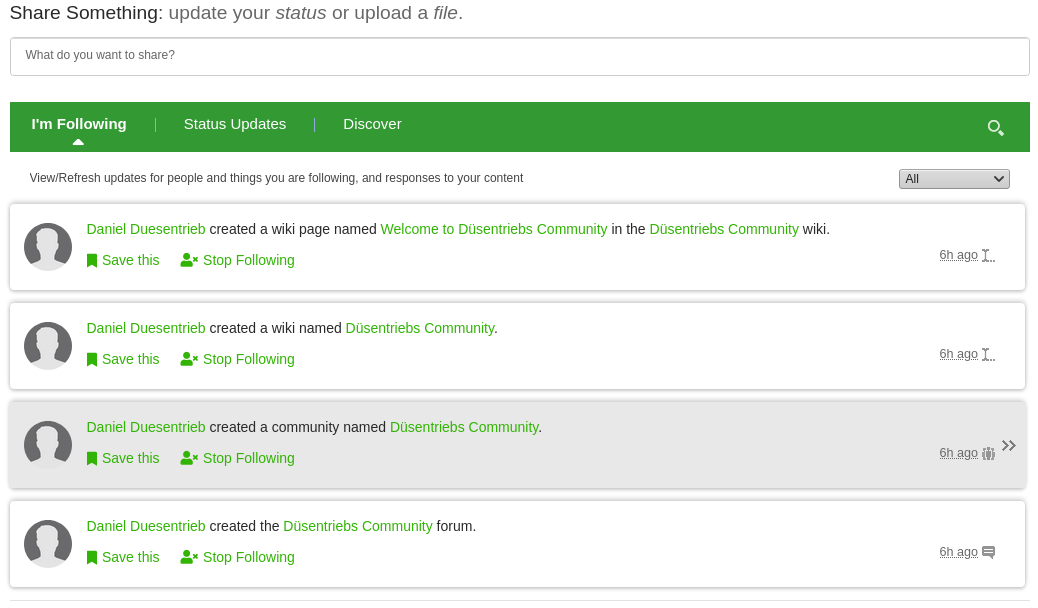 Share Something: update your status or upload a file.
What do you want to share?
I'm Following | Status Updates | Discover
View/Refresh updates for people and things you are following, and responses to your content
All
Daniel Duesentrieb created a wiki page named Welcome to Düsentriebs Community in the Düsentriebs Community wiki.
Save this Stop Following
6h ago
Daniel Duesentrieb created a wiki named Düsentriebs Community.
Save this Stop Following
6h ago
Daniel Duesentrieb created a community named Düsentriebs Community.
Save this Stop Following
6h ago
Daniel Duesentrieb created the Düsentriebs Community forum.
Save this Stop Following
6h ago